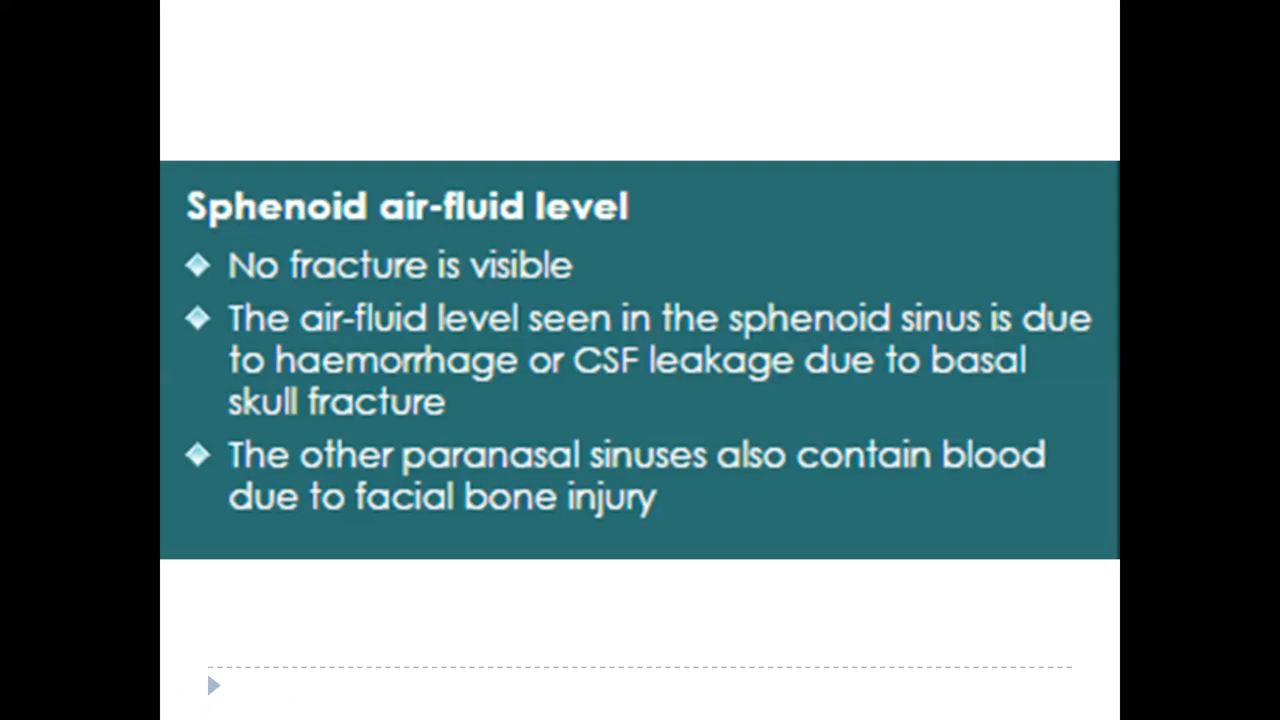 Sphenoid air-fluid level
No fracture is visible
The air-fluid level seen in the sphenoid sinus is due
to haemorrhage or CSF leakage due to basal
skull fracture
The other paranasal sinuses also contain blood
due to facial bone injury